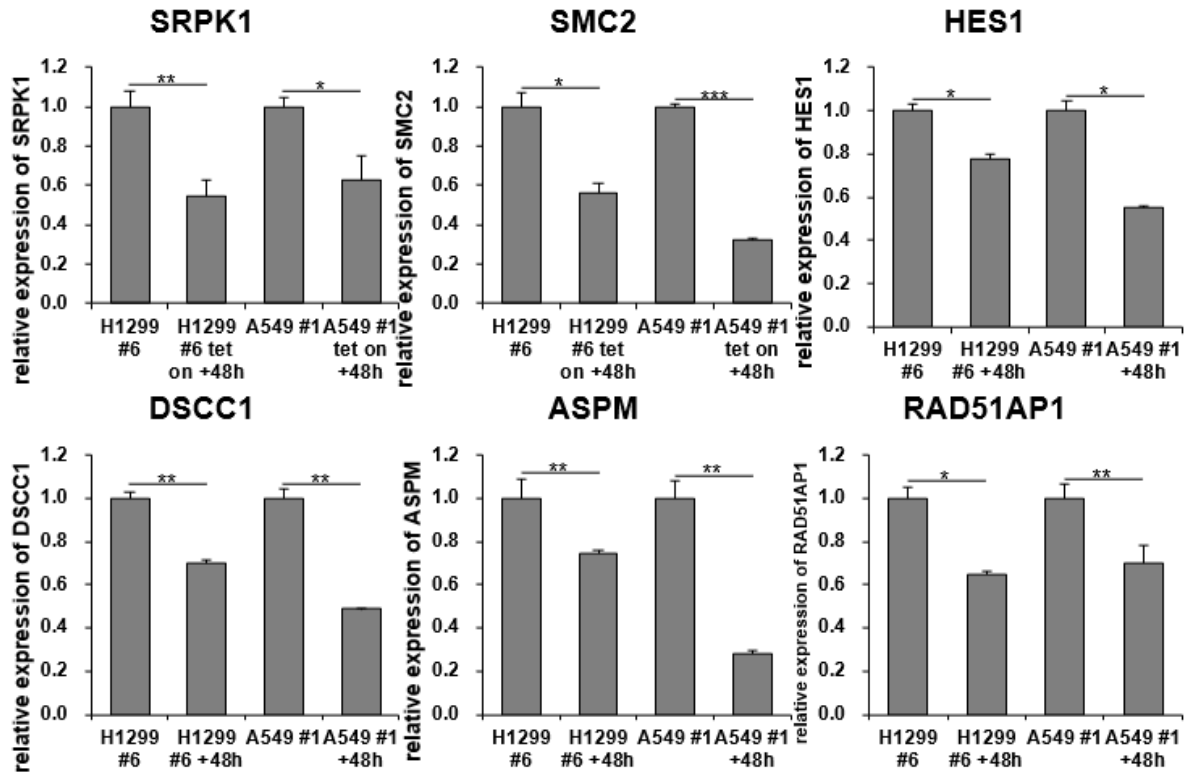 SRPK1
relative expression of SRPK1
1.2
1.0
0.8
0.6
0.4
0.2
0.0
**
*
H1299 #6
H1299 #6 tet on +48h
A549 #1
A549 #1 tet on +48h
SMC2
relative expression of SMC2
1.2
1.0
0.8
0.6
0.4
0.2
0.0
*
***
H1299 #6
H1299 #6 tet on +48h
A549 #1
A549 #1 tet on +48h
HES1
relative expression of HES1
1.2
1.0
0.8
0.6
0.4
0.2
0.0
*
*
H1299 #6
H1299 #6 +48h
A549 #1
A549 #1 +48h
DSCC1
relative expression of DSCC1
1.2
1.0
0.8
0.6
0.4
0.2
0.0
**
**
H1299 #6
H1299 #6 +48h
A549 #1
A549 #1 +48h
ASPM
relative expression of ASPM
1.2
1.0
0.8
0.6
0.4
0.2
0.0
**
**
H1299 #6
H1299 #6 +48h
A549 #1
A549 #1 +48h
RAD51AP1
relative expression of RAD51AP1
1.2
1.0
0.8
0.6
0.4
0.2
0.0
*
**
H1299 #6
H1299 #6 +48h
A549 #1
A549 #1 +48h